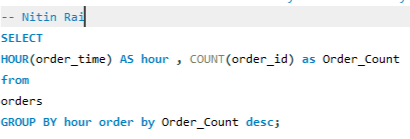 -- Nitin Rai
SELECT
HOUR(order_time) AS hour , COUNT(order_id) as Order_Count
from
orders
GROUP BY hour order by Order_Count desc;